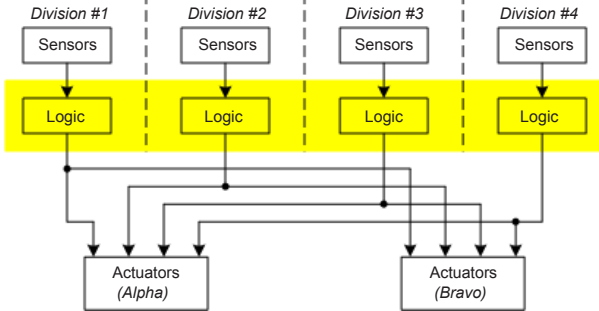 Division #1 Division #2 Division #3 Division #4
Sensors Sensors Sensors Sensors
Logic Logic Logic Logic
Actuators Actuators
(Alpha) (Bravo)